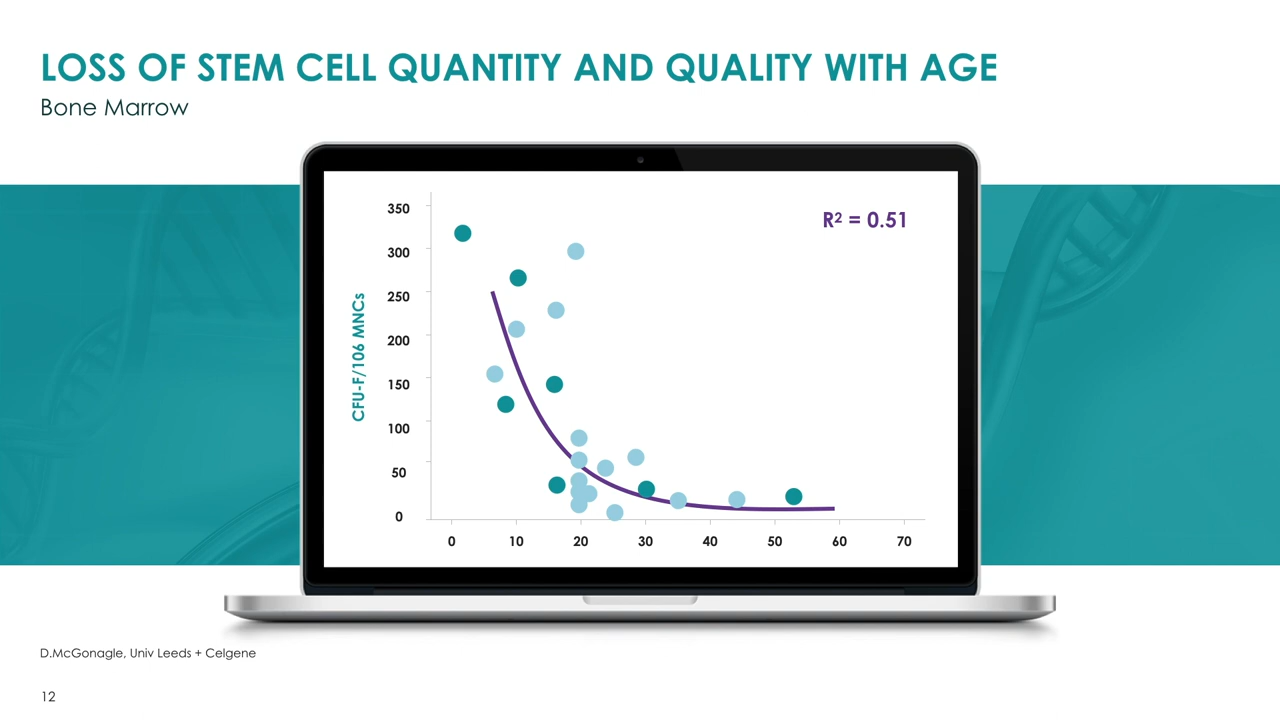 LOSS OF STEM CELL QUANTITY AND QUALITY WITH AGE
Bone Marrow
R² = 0.51
CFU-F/106 MNCs
350
300
250
200
150
100
50
0
0 10 20 30 40 50 60 70
D.McGonagle, Univ Leeds + Celgene
12